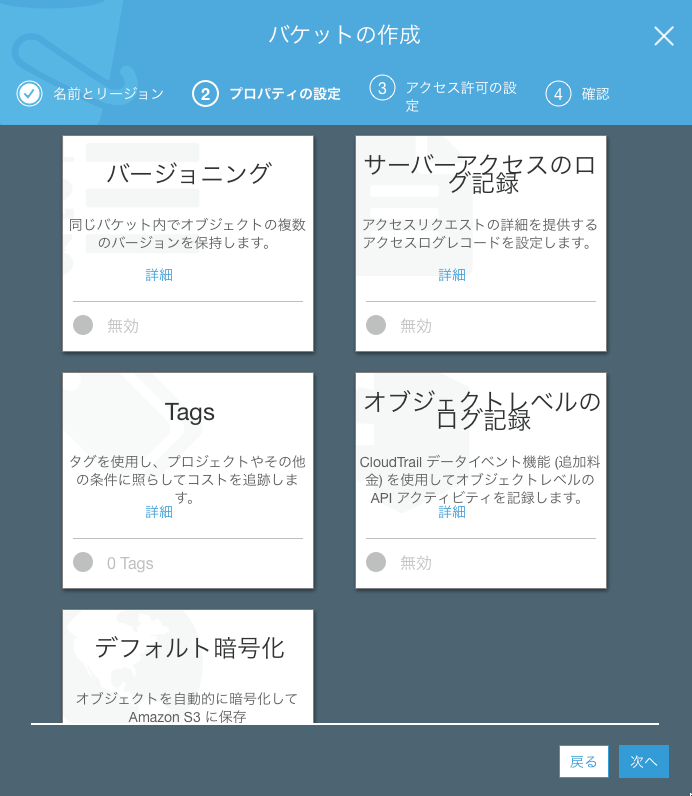 バケットの作成
名前とリージョン
2 プロパティの設定
3 アクセス許可の設
定
4 確認
バージョニング
同じバケット内でオブジェクトの複数
のバージョンを保持します。
詳細
無効
サーバーアクセスのロ
グ記録
アクセスリクエストの詳細を提供する
アクセスログレコードを設定します。
詳細
無効
Tags
タグを使用し、プロジェクトやその他
の条件に照らしてコストを追跡しま
す。
詳細
0 Tags
オブジェクトレベルの
ログ記録
CloudTrail データイベント機能 (追加料
金) を使用してオブジェクトレベルの
API アクティビティを記録します。
詳細
無効
デフォルト暗号化
オブジェクトを自動的に暗号化して
Amazon S3 に保存
戻る
次へ